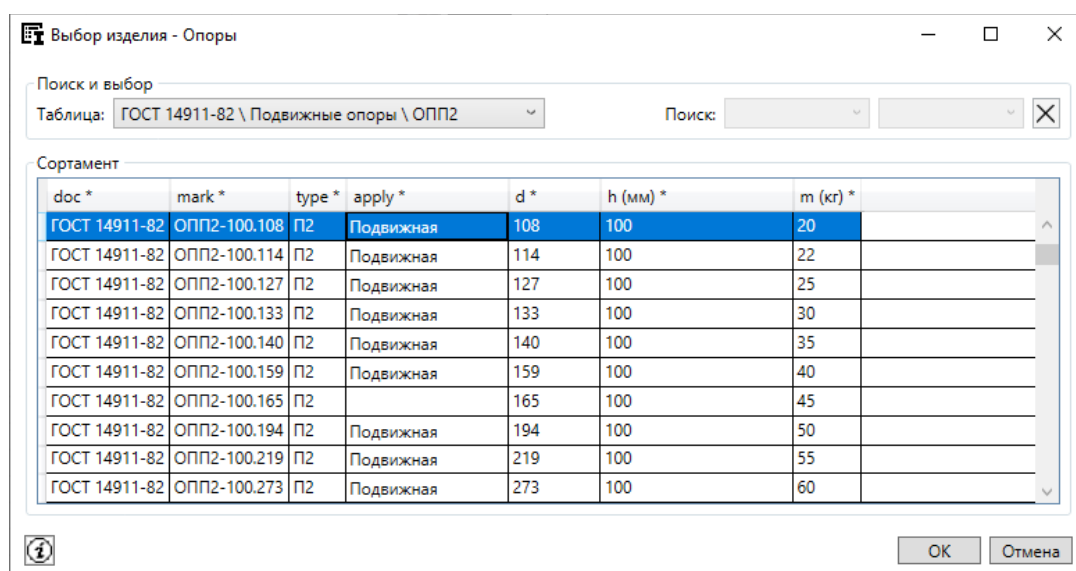 Выбор изделия - Опоры
Поиск и выбор
Таблица: ГОСТ 14911-82 \ Подвижные опоры \ ОПП2 Поиск:
Сортамент
doc * mark * type * apply * d * h (мм) * m (кг) *
ГОСТ 14911-82 ОПП2-100.108 П2 Подвижная 108 100 20
ГОСТ 14911-82 ОПП2-100.114 П2 Подвижная 114 100 22
ГОСТ 14911-82 ОПП2-100.127 П2 Подвижная 127 100 25
ГОСТ 14911-82 ОПП2-100.133 П2 Подвижная 133 100 30
ГОСТ 14911-82 ОПП2-100.140 П2 Подвижная 140 100 35
ГОСТ 14911-82 ОПП2-100.159 П2 Подвижная 159 100 40
ГОСТ 14911-82 ОПП2-100.165 П2 165 100 45
ГОСТ 14911-82 ОПП2-100.194 П2 Подвижная 194 100 50
ГОСТ 14911-82 ОПП2-100.219 П2 Подвижная 219 100 55
ГОСТ 14911-82 ОПП2-100.273 П2 Подвижная 273 100 60
ОК Отмена